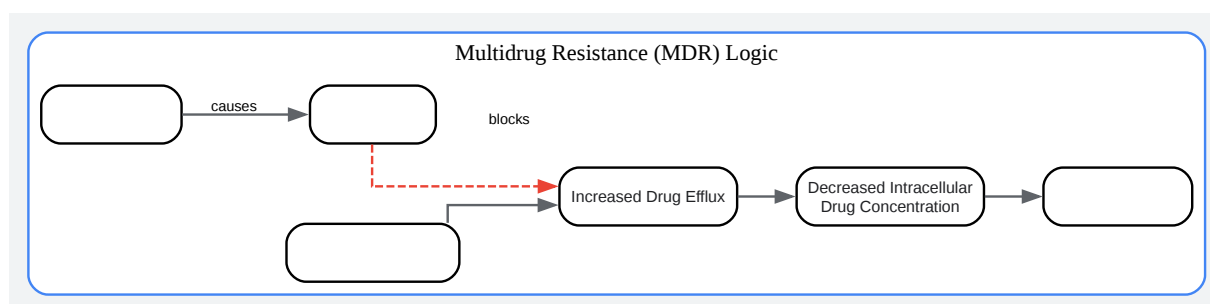 Multidrug Resistance (MDR) Logic
causes
blocks
Increased Drug Efflux
Decreased Intracellular
Drug Concentration